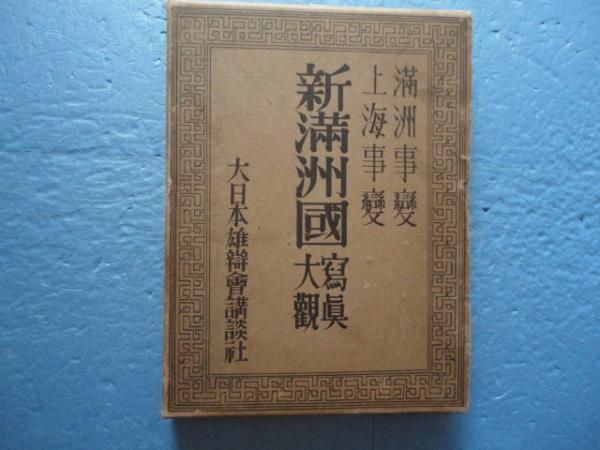 滿洲事變
上海事變
新滿洲國寫眞大觀
大日本雄辯會講談社